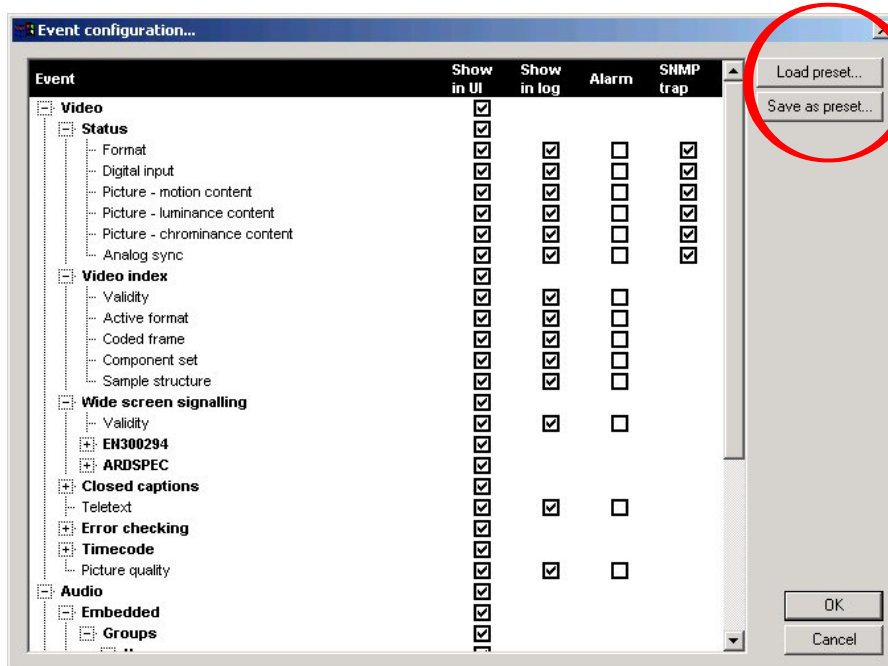 Event configuration...
Event Show in UI Show in log Alarm SNMP trap
Load preset...
Save as preset...
Video
Status
Format
Digital input
Picture - motion content
Picture - luminance content
Picture - chrominance content
Analog sync
Video index
Validity
Active format
Coded frame
Component set
Sample structure
Wide screen signalling
Validity
EN300294
ARDSPEC
Closed captions
Teletext
Error checking
Timecode
Picture quality
Audio
Embedded
Groups
OK
Cancel